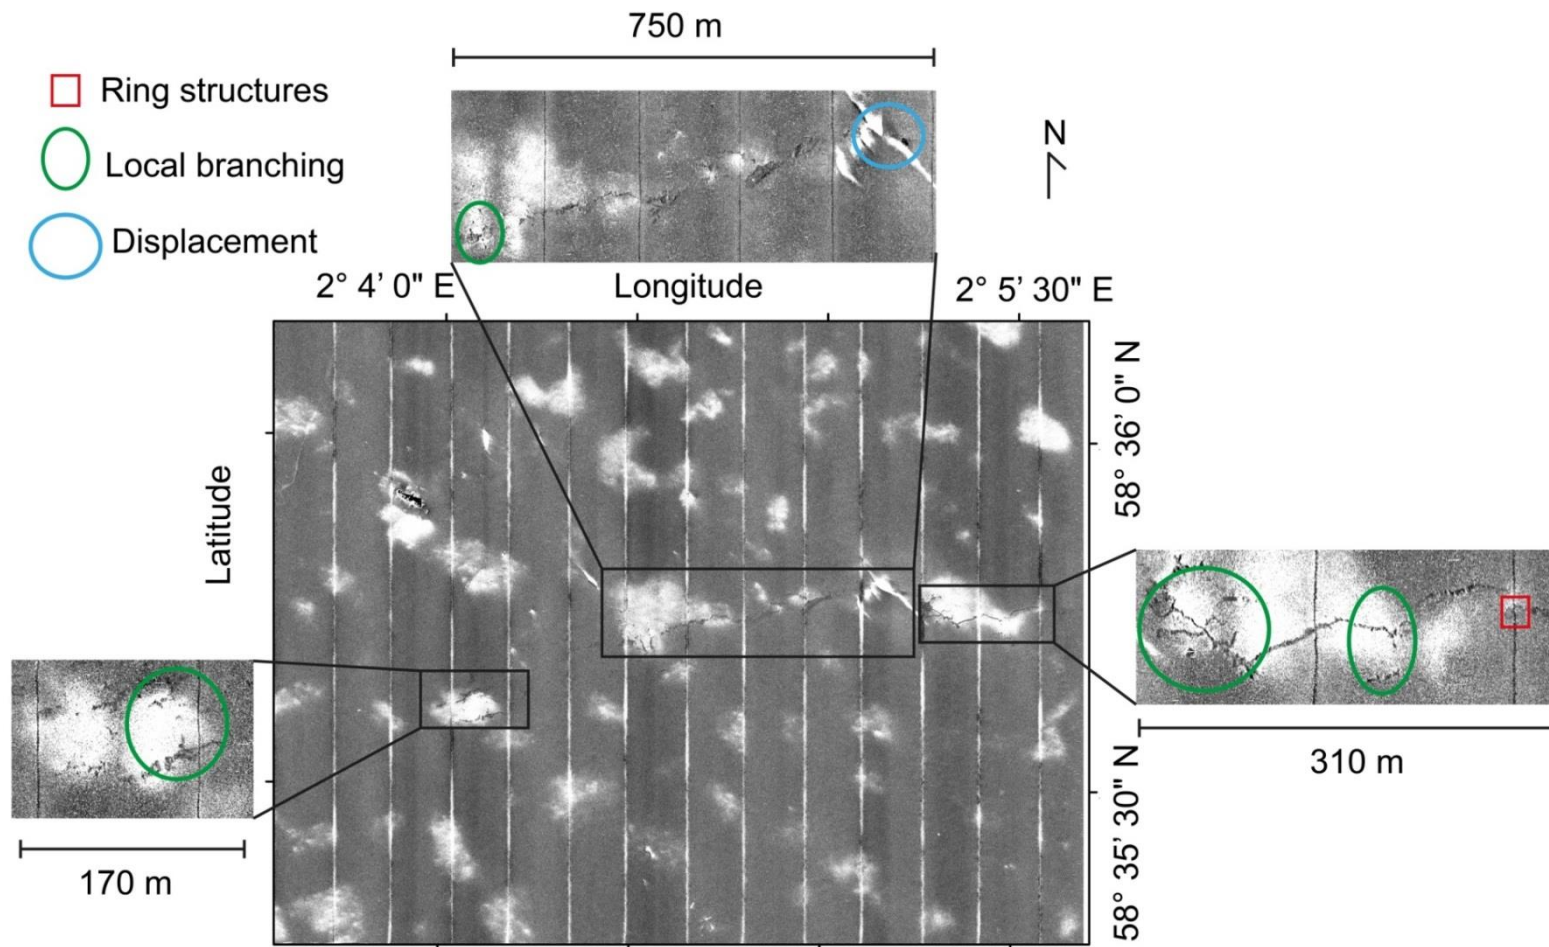 750 m
Ring structures
Local branching
Displacement
N
2° 4’ 0" E
Longitude
2° 5’ 30" E
58° 36’ 0" N
Latitude
310 m
58° 35’ 30" N
170 m